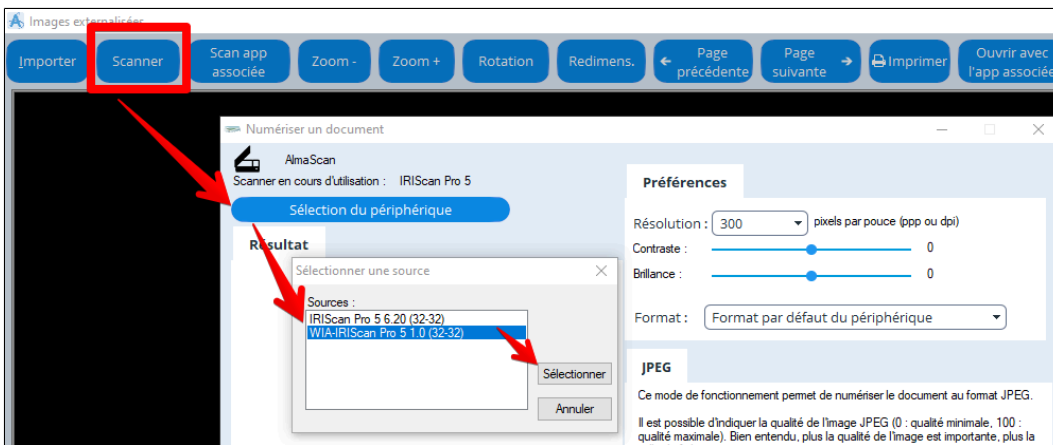 Images externalisées
Importer
Scanner
Scan app
associée
Zoom -
Zoom +
Rotation
Redimens.
Page
précédente
Page
suivante
Imprimer
Ouvrir avec
l'app associée
Numériser un document
AlmaScan
Scanner en cours d'utilisation : IRIScan Pro 5
Sélection du périphérique
Résultat
Sélectionner une source
Sources :
IRIScan Pro 5 6.20 (32-32)
WIA-IRIScan Pro 5 1.0 (32-32)
Sélectionner
Annuler
Préférences
Résolution : 300 pixels par pouce (ppp ou dpi)
Contraste : 0
Brillance : 0
Format : Format par défaut du périphérique
JPEG
Ce mode de fonctionnement permet de numériser le document au format JPEG.
Il est possible d'indiquer la qualité de l'image JPEG (0 : qualité minimale, 100 :
qualité maximale). Bien entendu, plus la qualité de l'image est importante, plus la